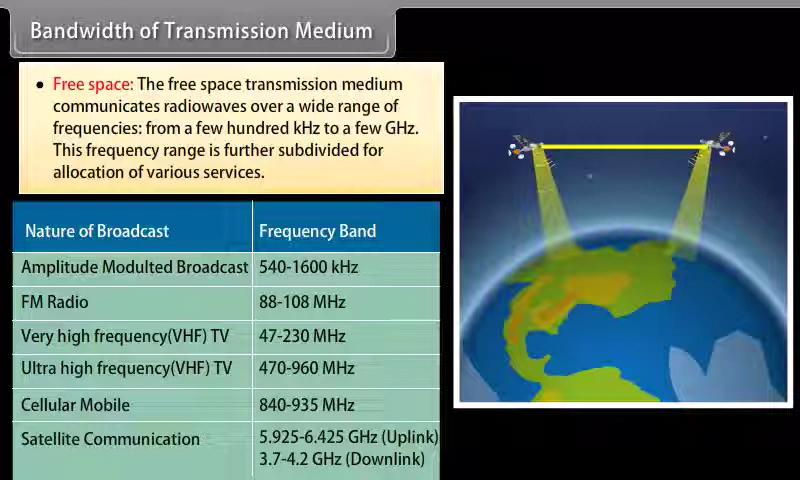 Bandwidth of Transmission Medium
• Free space: The free space transmission medium
communicates radiowaves over a wide range of
frequencies: from a few hundred kHz to a few GHz.
This frequency range is further subdivided for
allocation of various services.
Nature of Broadcast Frequency Band
Amplitude Modulted Broadcast 540-1600 kHz
FM Radio 88-108 MHz
Very high frequency(VHF) TV 47-230 MHz
Ultra high frequency(VHF) TV 470-960 MHz
Cellular Mobile 840-935 MHz
Satellite Communication 5.925-6.425 GHz (Uplink)
3.7-4.2 GHz (Downlink)